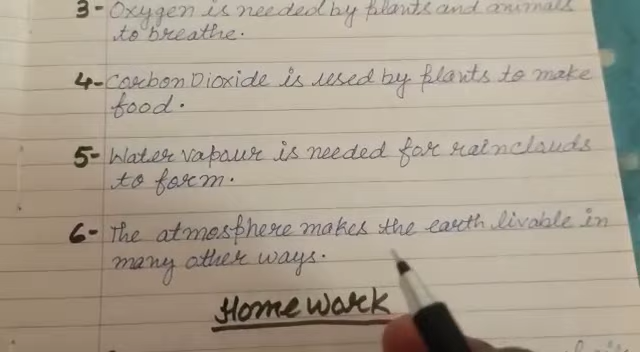 3- Oxygen is needed by plants and animals
to breathe.
4- Carbon Dioxide is used by plants to make
food.
5- Water vapour is needed for rainclouds
to form.
6- The atmosphere makes the earth livable in
many other ways.
Home Work